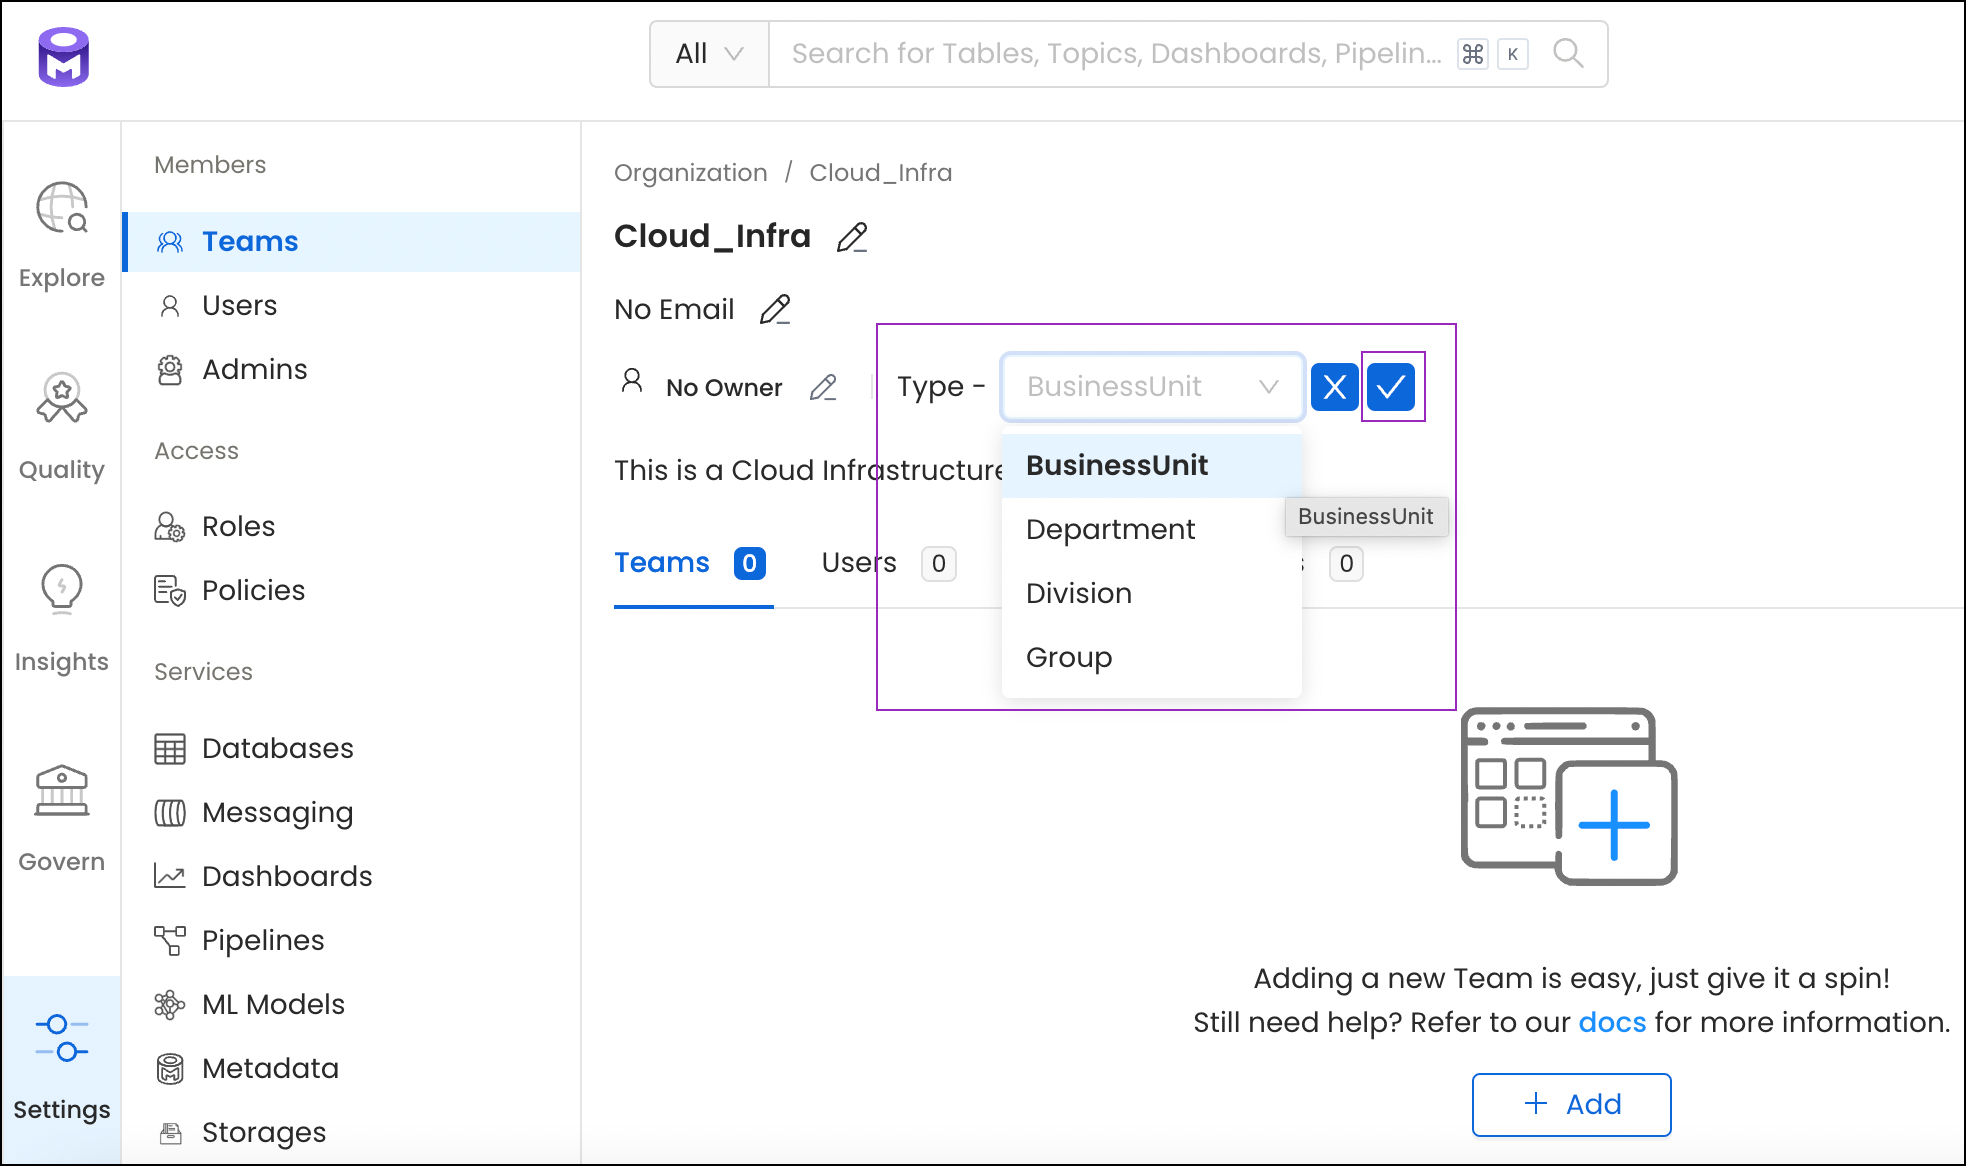 All
Search for Tables, Topics, Dashboards, Pipelin...
⌘ K
Explore
Quality
Insights
Govern
Settings
Members
Teams
Users
Admins
Access
Roles
Policies
Services
Databases
Messaging
Dashboards
Pipelines
ML Models
Metadata
Storages
Organization / Cloud_Infra
Cloud_Infra
No Email
No Owner
Type - BusinessUnit
This is a Cloud Infrastructure
BusinessUnit
Department
Division
Group
BusinessUnit
Teams 0 Users 0 0
Adding a new Team is easy, just give it a spin!
Still need help? Refer to our docs for more information.
+ Add